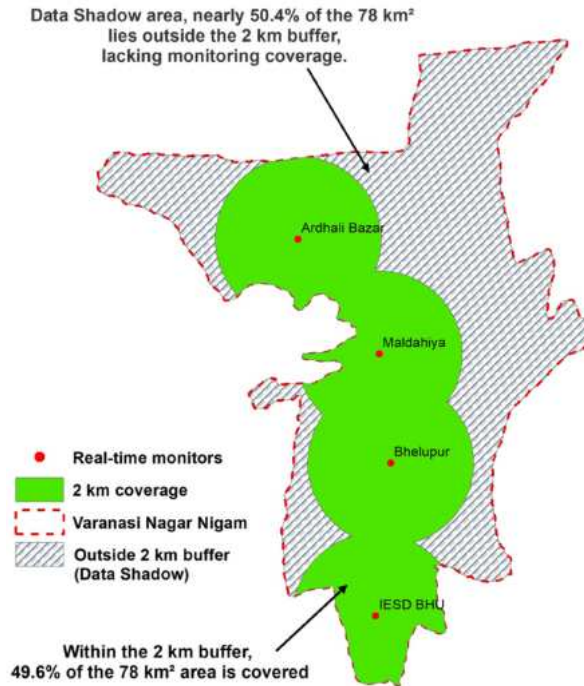 Data Shadow area, nearly 50.4% of the 78 km²
lies outside the 2 km buffer,
lacking monitoring coverage.
Ardhali Bazar
Maldahiya
Bhelupur
Real-time monitors
2 km coverage
Varanasi Nagar Nigam
Outside 2 km buffer
(Data Shadow)
IESD BHU
Within the 2 km buffer,
49.6% of the 78 km² area is covered